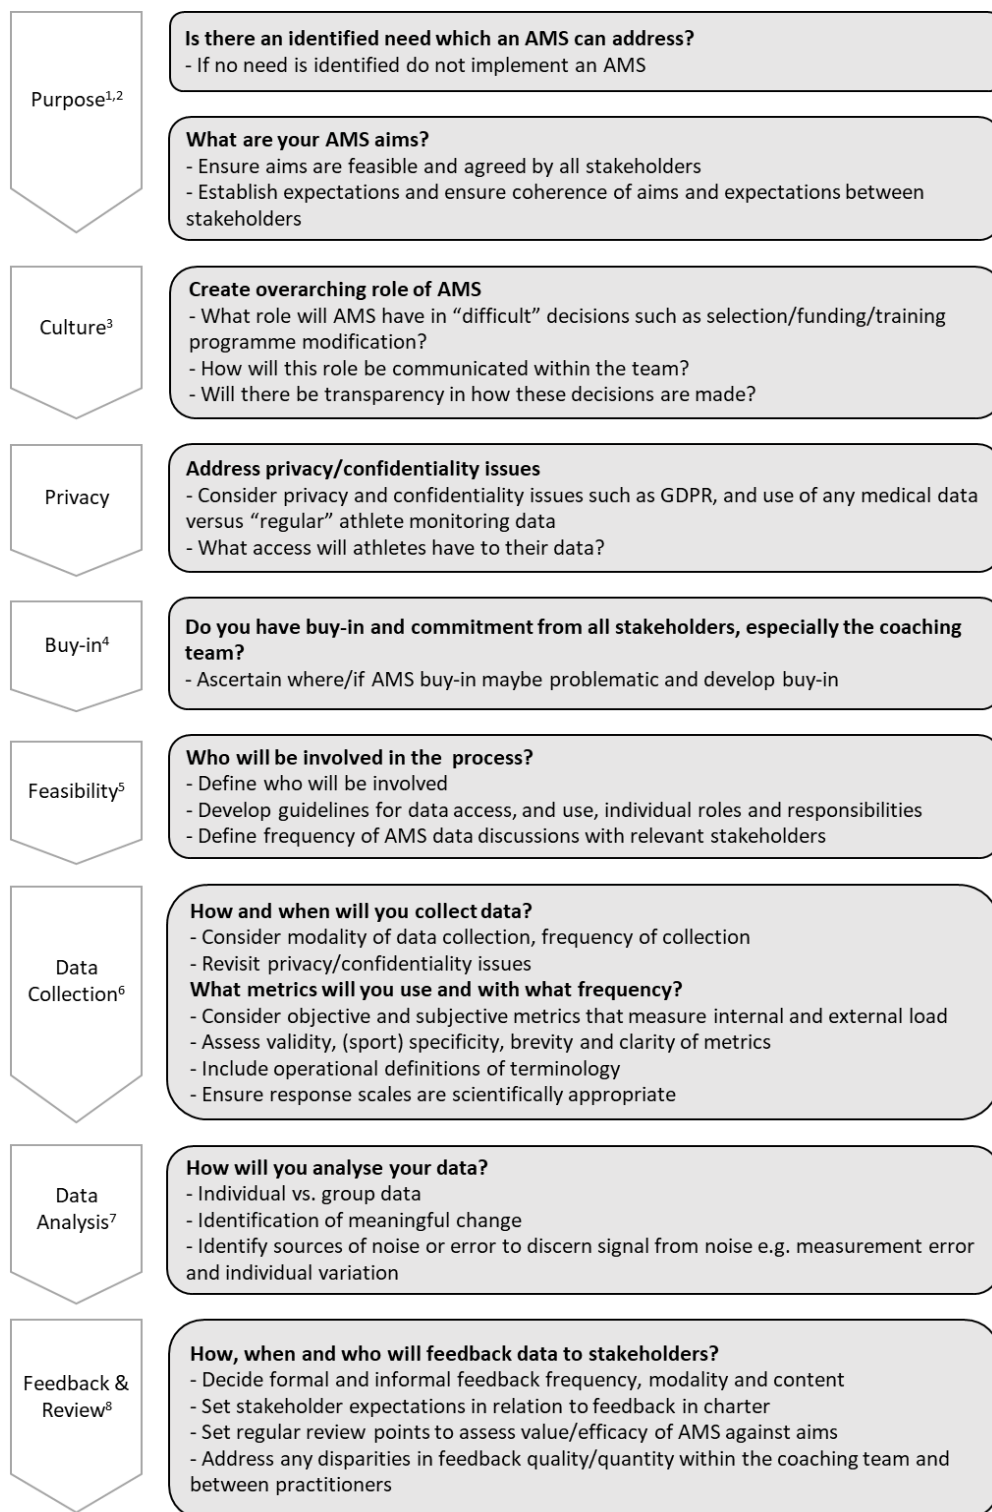 Purpose1,2
Is there an identified need which an AMS can address?
- If no need is identified do not implement an AMS
What are your AMS aims?
- Ensure aims are feasible and agreed by all stakeholders
- Establish expectations and ensure coherence of aims and expectations between
stakeholders
Culture3
Create overarching role of AMS
- What role will AMS have in “difficult” decisions such as selection/funding/training
programme modification?
- How will this role be communicated within the team?
- Will there be transparency in how these decisions are made?
Privacy
Address privacy/confidentiality issues
- Consider privacy and confidentiality issues such as GDPR, and use of any medical data
versus “regular” athlete monitoring data
- What access will athletes have to their data?
Buy-in4
Do you have buy-in and commitment from all stakeholders, especially the coaching
team?
- Ascertain where/if AMS buy-in maybe problematic and develop buy-in
Feasibility5
Who will be involved in the process?
- Define who will be involved
- Develop guidelines for data access, and use, individual roles and responsibilities
- Define frequency of AMS data discussions with relevant stakeholders
Data
Collection6
How and when will you collect data?
- Consider modality of data collection, frequency of collection
- Revisit privacy/confidentiality issues
What metrics will you use and with what frequency?
- Consider objective and subjective metrics that measure internal and external load
- Assess validity, (sport) specificity, brevity and clarity of metrics
- Include operational definitions of terminology
- Ensure response scales are scientifically appropriate
Data
Analysis7
How will you analyse your data?
- Individual vs. group data
- Identification of meaningful change
- Identify sources of noise or error to discern signal from noise e.g. measurement error
and individual variation
Feedback &
Review8
How, when and who will feedback data to stakeholders?
- Decide formal and informal feedback frequency, modality and content
- Set stakeholder expectations in relation to feedback in charter
- Set regular review points to assess value/efficacy of AMS against aims
- Address any disparities in feedback quality/quantity within the coaching team and
between practitioners